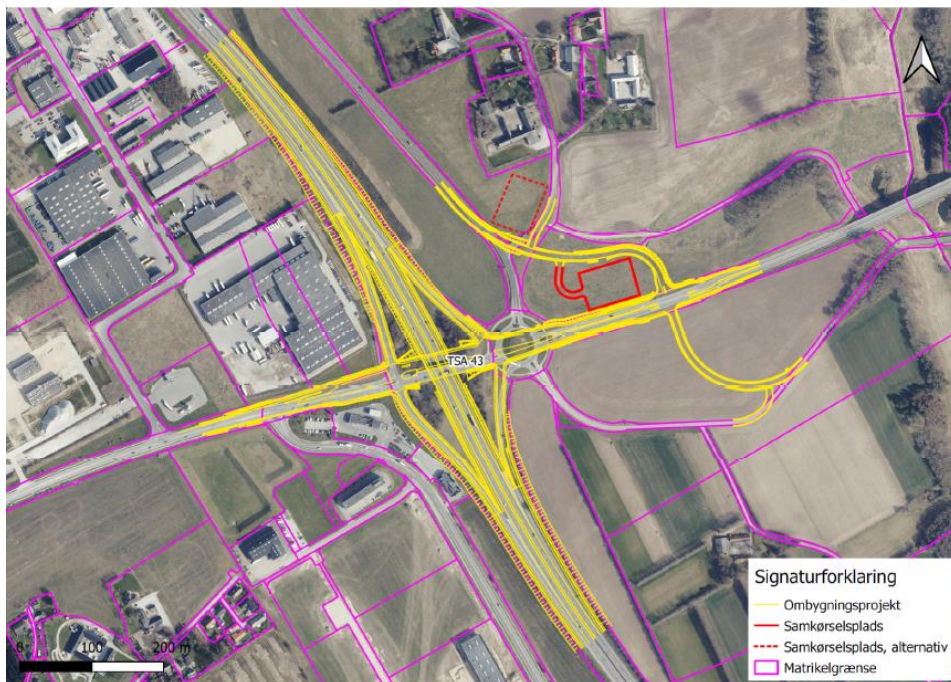 TSA 43
Signaturforklaring
Ombygningsprojekt
Samkørselsplads
Samkørselsplads, alternativ
Matrikelgrænse
0 100 200 m